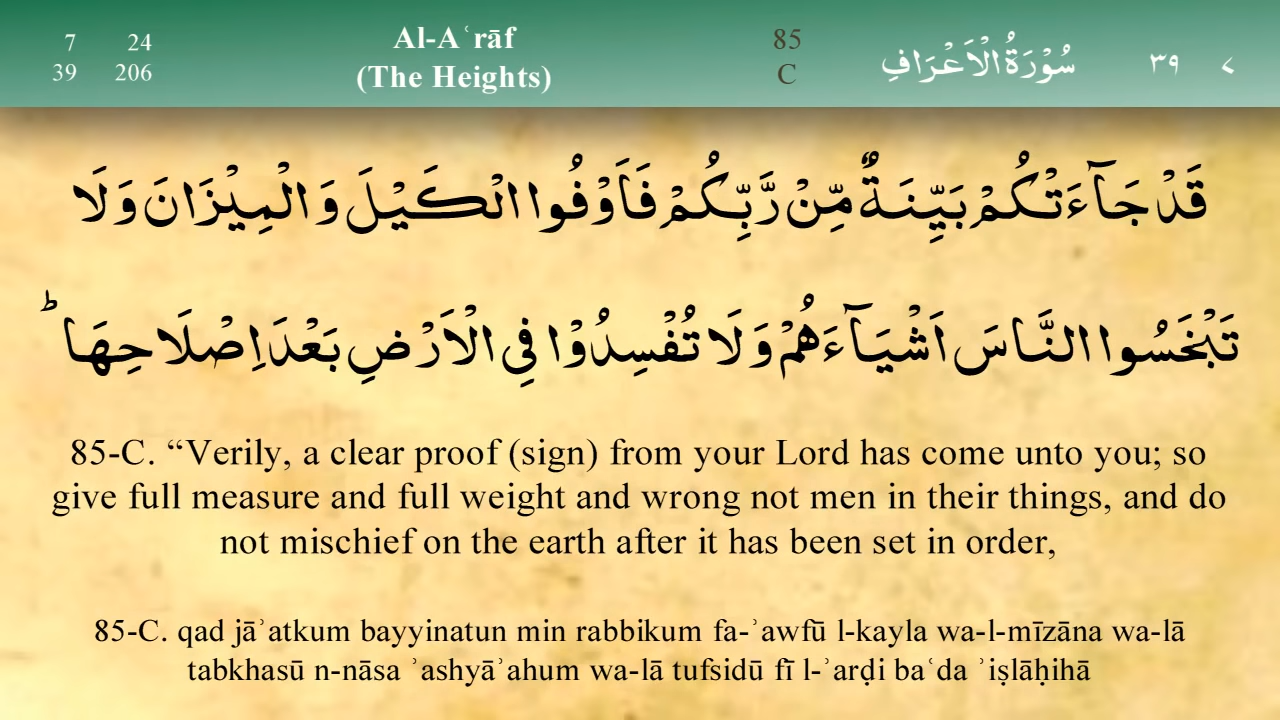 7 24 Al-Aʿrāf 85 سُوْرَةُ الْاَعْرَافِ ٣٩ ٧
39 206 (The Heights) C
قَدْ جَآءَتْكُمْ بَيِّنَةٌ مِّنْ رَّبِّكُمْ فَاَوْفُوا الْكَيْلَ وَالْمِيْزَانَ وَلَا
تَبْخَسُوا النَّاسَ اَشْيَآءَهُمْ وَلَا تُفْسِدُوْا فِي الْاَرْضِ بَعْدَ اِصْلَاحِهَا ؕ
85-C. “Verily, a clear proof (sign) from your Lord has come unto you; so
give full measure and full weight and wrong not men in their things, and do
not mischief on the earth after it has been set in order,
85-C. qad jāʾatkum bayyinatun min rabbikum fa-ʾawfū l-kayla wa-l-mīzāna wa-lā
tabkhasū n-nāsa ʾashyāʾahum wa-lā tufsidū fī l-ʾarḍi baʿda ʾiṣlāḥihā